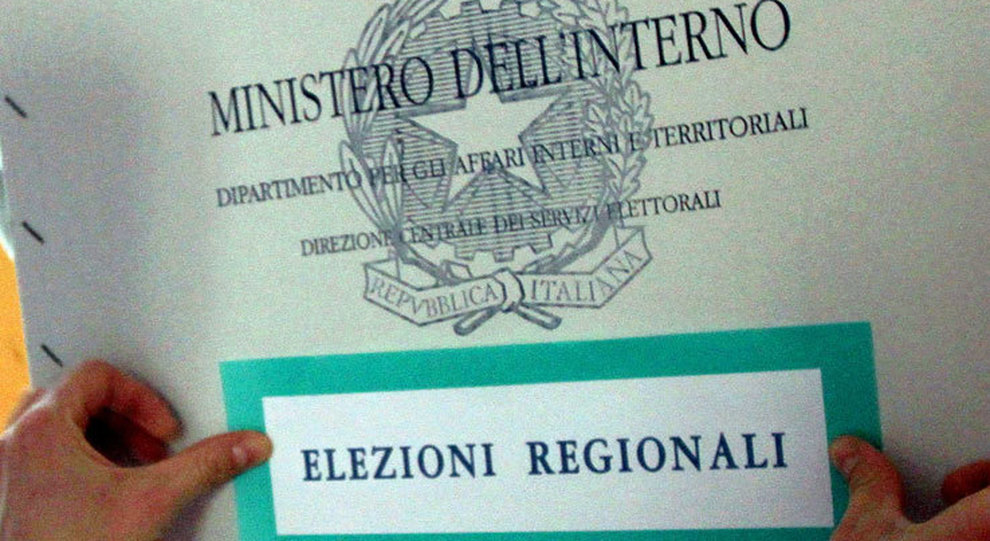 MINISTERO DELL'INTERNO
DIPARTIMENTO PER GLI AFFARI INTERNI E TERRITORIALI
DIREZIONE CENTRALE DEI SERVIZI ELETTORALI
REPVBBLICA ITALIANA
ELEZIONI REGIONALI